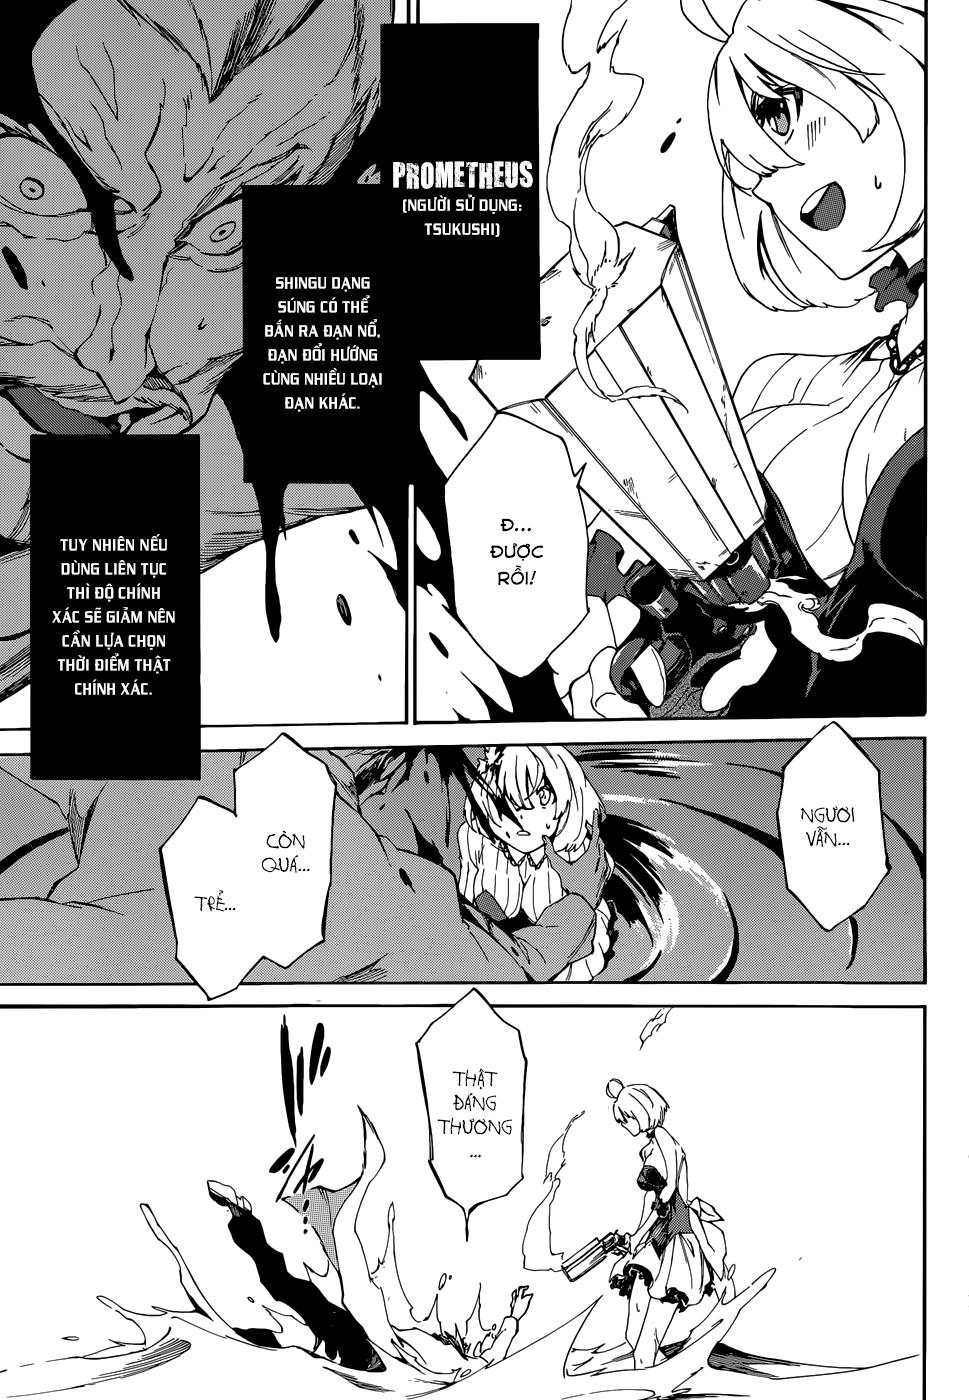 PROMETHEUS
(NGƯỜI SỬ DỤNG:
TSUKUSHI)
SHINGU DẠNG
SÚNG CÓ THỂ
BẮN RA ĐẠN NỔ,
ĐẠN ĐỔI HƯỚNG
CÙNG NHIỀU LOẠI
ĐẠN KHÁC.
TUY NHIÊN NẾU
DÙNG LIÊN TỤC
THÌ ĐỘ CHÍNH
XÁC SẼ GIẢM NÊN
CẦN LỰA CHỌN
THỜI ĐIỂM THẬT
CHÍNH XÁC.
Đ...
ĐƯỢC
RỒI!
NGƯƠI
VẪN...
CÒN
QUÁ...
TRẺ...
THẬT
ĐÁNG
THƯƠNG
...